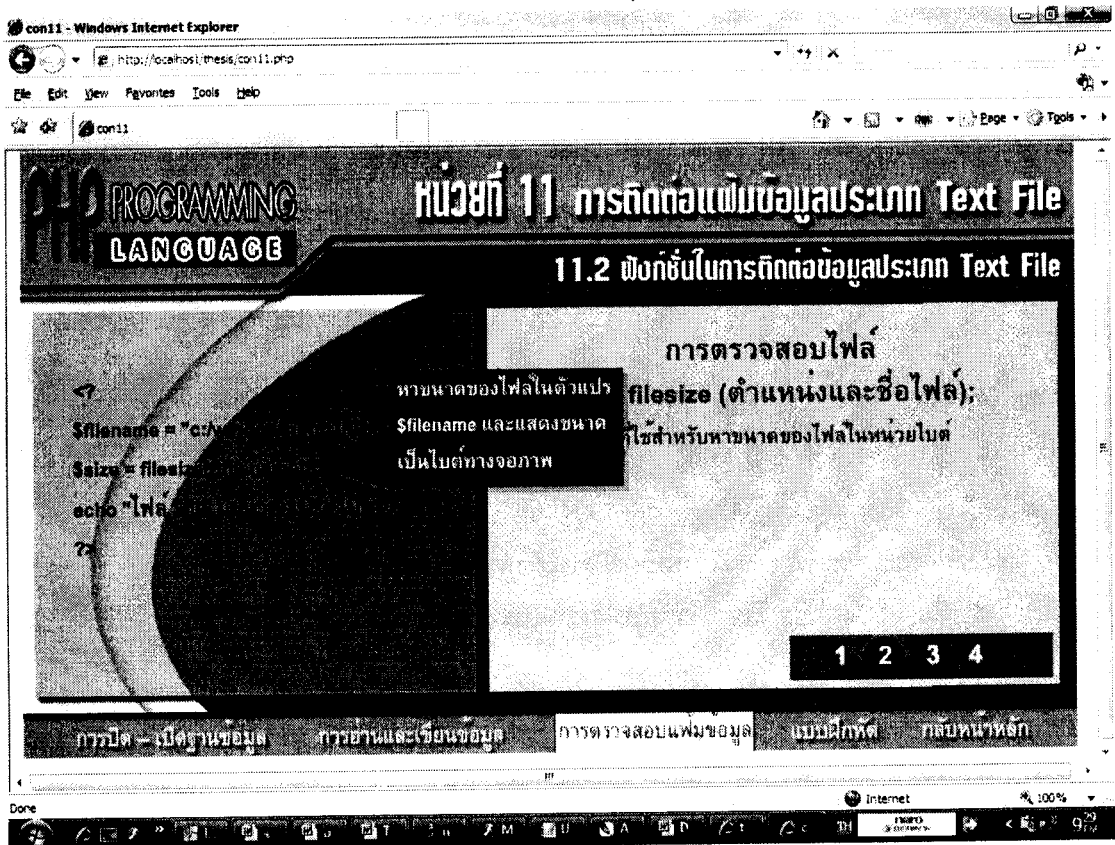 con11 - Windows Internet Explorer
http://localhost/thesis/con11.php
File Edit View Favorites Tools Help
con11
Page Tools
PHP PROGRAMMING
LANGUAGE
หน่วยที่ 11 การติดต่อแฟ้มข้อมูลประเภท Text File
11.2 ฟังก์ชั่นในการติดต่อข้อมูลประเภท Text File
<?
$filename = "c:/
$size =
echo "ไฟล์
?>
หาขนาดของไฟล์ในตัวแปร
$filename และแสดงขนาด
เป็นไบต์ทางจอภาพ
การตรวจสอบไฟล์
filesize (ตำแหน่งและชื่อไฟล์);
ใช้สำหรับหาขนาดของไฟล์ในหน่วยไบต์
1 2 3 4
การปิด – เปิดฐานข้อมูล การอ่านและเขียนข้อมูล การตรวจสอบแฟ้มข้อมูล แบบฝึกหัด กลับหน้าหลัก
Done
Internet 100%
TH